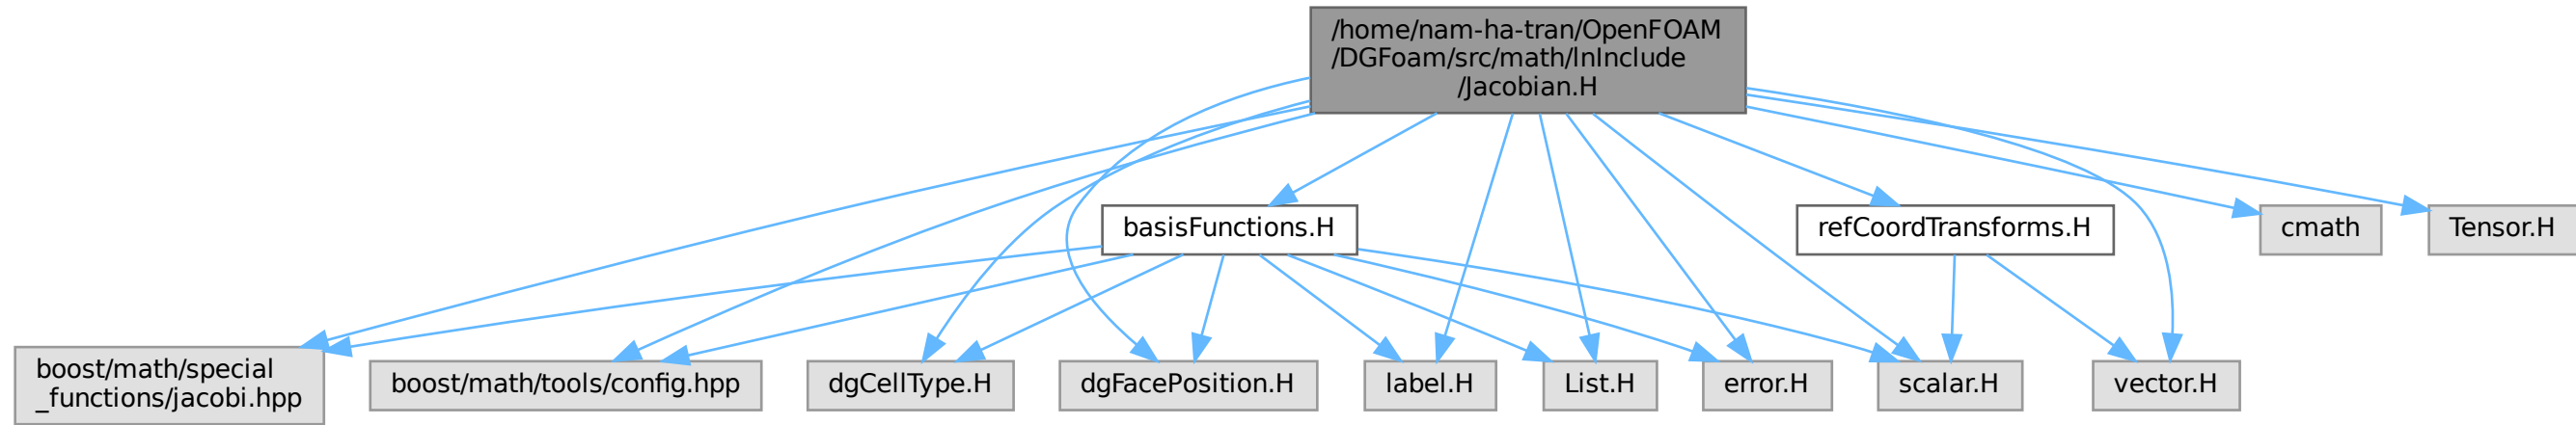 /home/nam-ha-tran/OpenFOAM
/DGFoam/src/math/lnInclude
/Jacobian.H
basisFunctions.H
refCoordTransforms.H
cmath
Tensor.H
boost/math/special
_functions/jacobi.hpp
boost/math/tools/config.hpp
dgCellType.H
dgFacePosition.H
label.H
List.H
error.H
scalar.H
vector.H